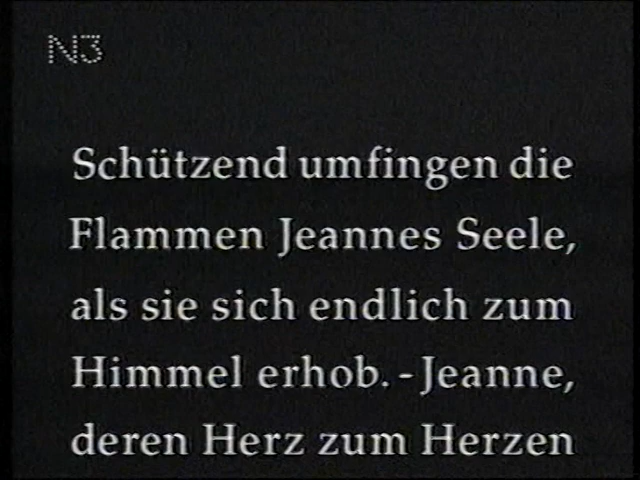 N3
Schützend umfingen die
Flammen Jeannes Seele,
als sie sich endlich zum
Himmel erhob. - Jeanne,
deren Herz zum Herzen